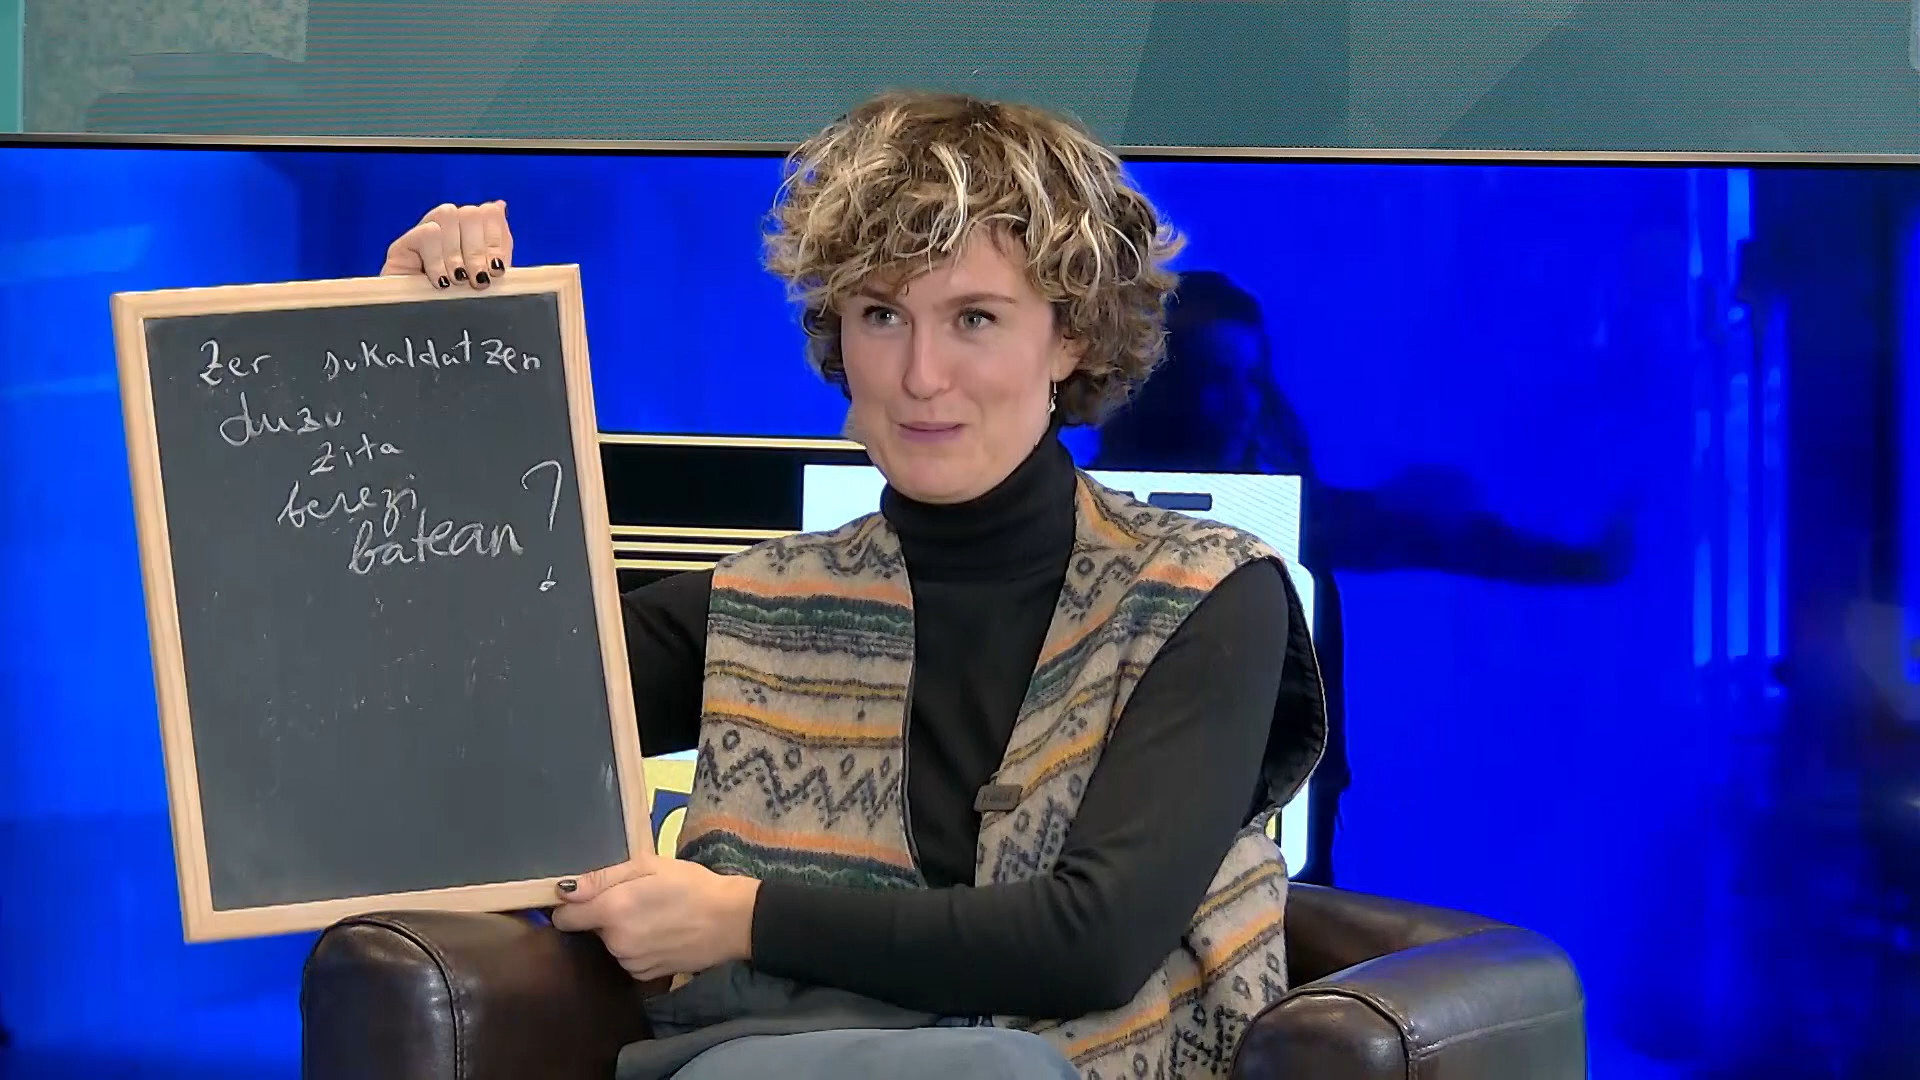 Zer sukaldatzen
duzu
zita
berezi
batean?